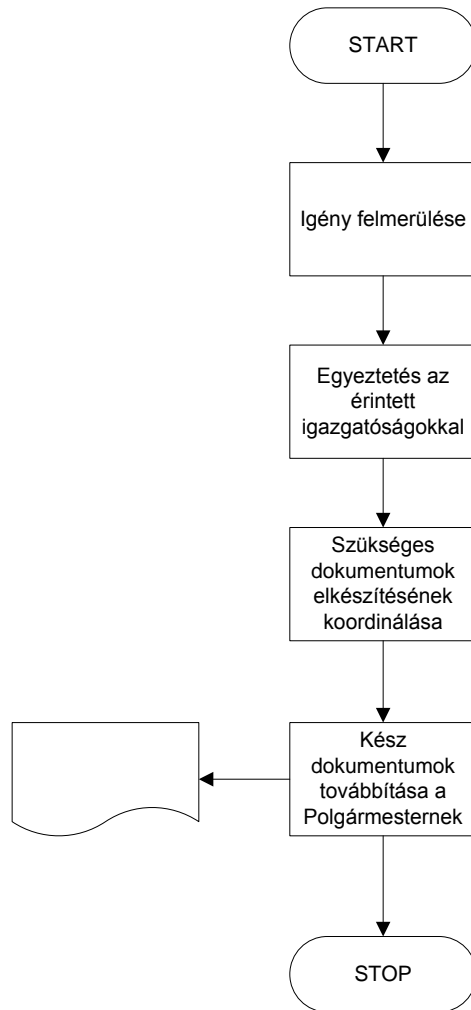 START
Igény felmerülése
Egyeztetés az
érintett
igazgatóságokkal
Szükséges
dokumentumok
elkészítésének
koordinálása
Kész
dokumentumok
továbbítása a
Polgármesternek
STOP